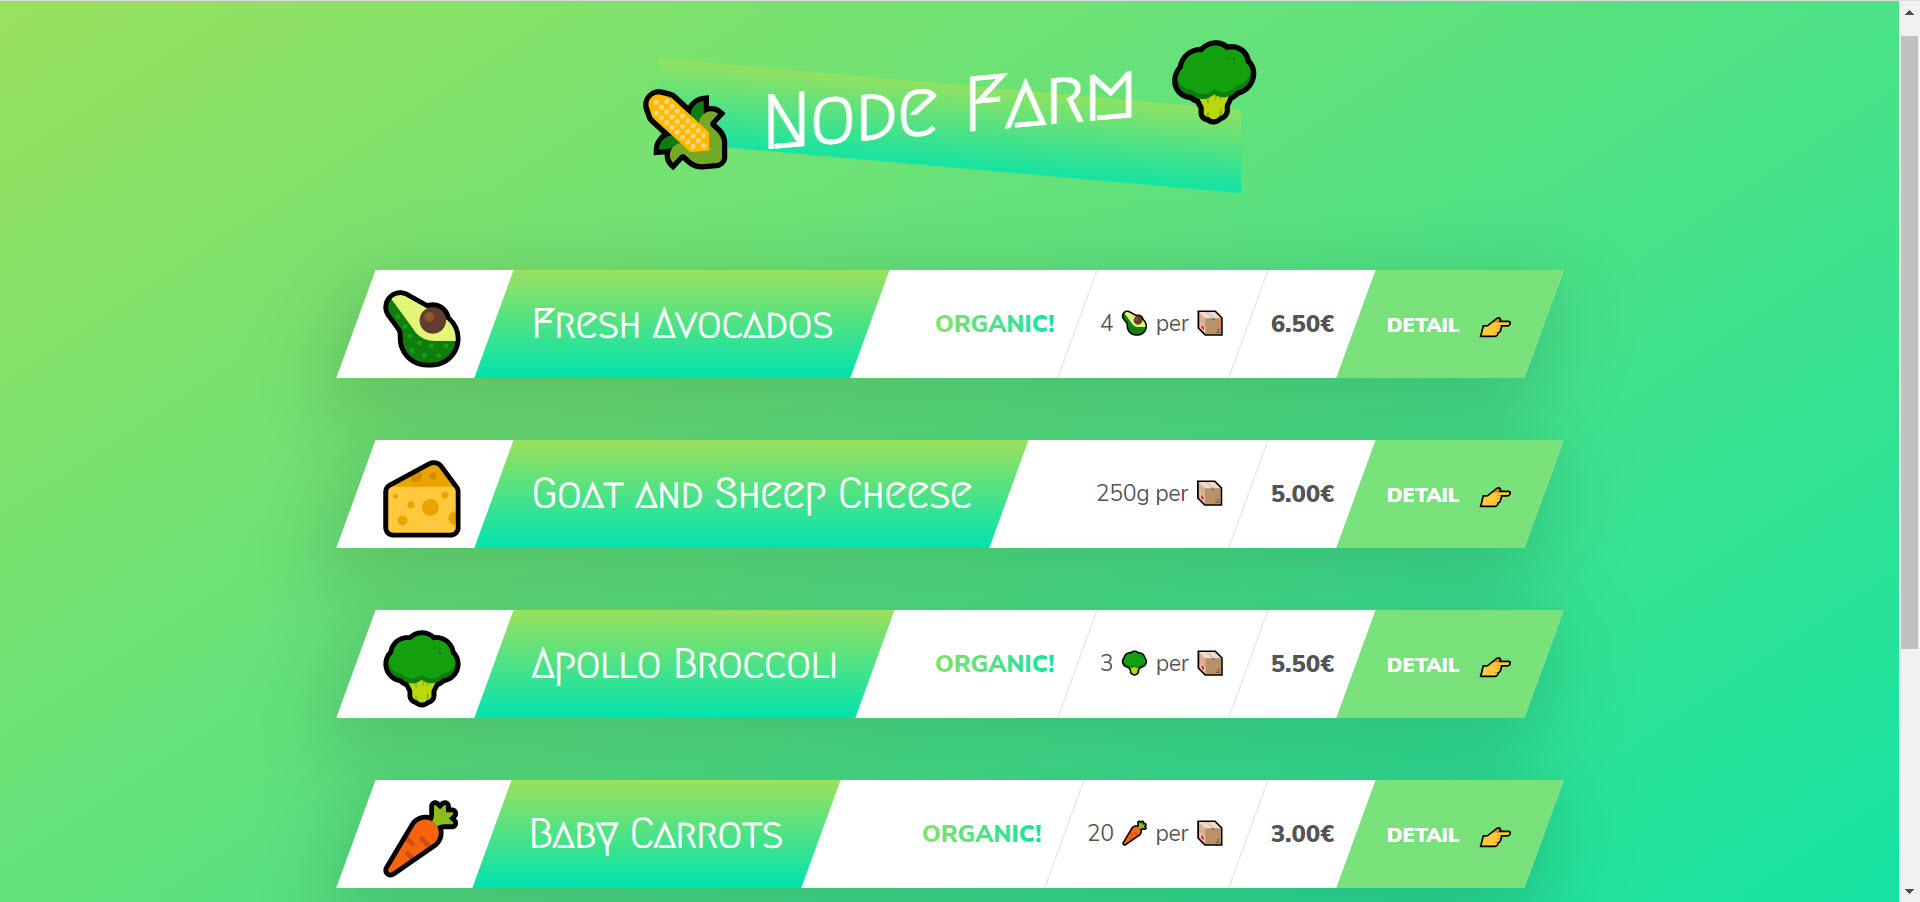 Node Farm
Fresh Avocados ORGANIC! 4 🥑 per 📦 6.50€ DETAIL 👉
Goat and Sheep Cheese 250g per 📦 5.00€ DETAIL 👉
Apollo Broccoli ORGANIC! 3 🥦 per 📦 5.50€ DETAIL 👉
Baby Carrots ORGANIC! 20 🥕 per 📦 3.00€ DETAIL 👉